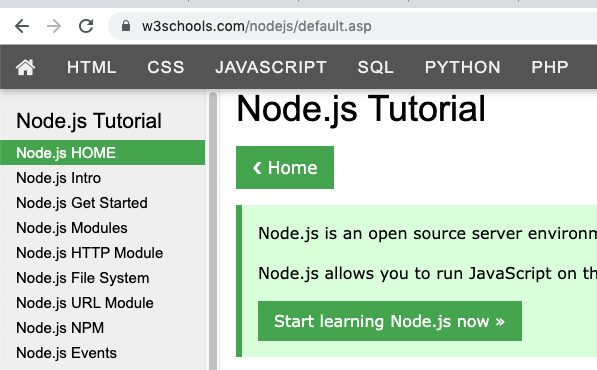 w3schools.com/nodejs/default.asp
HTML CSS JAVASCRIPT SQL PYTHON PHP
Node.js Tutorial
Node.js HOME
Node.js Intro
Node.js Get Started
Node.js Modules
Node.js HTTP Module
Node.js File System
Node.js URL Module
Node.js NPM
Node.js Events
Node.js Tutorial
❮ Home
Node.js is an open source server
Node.js allows you to run JavaScript on
Start learning Node.js now »